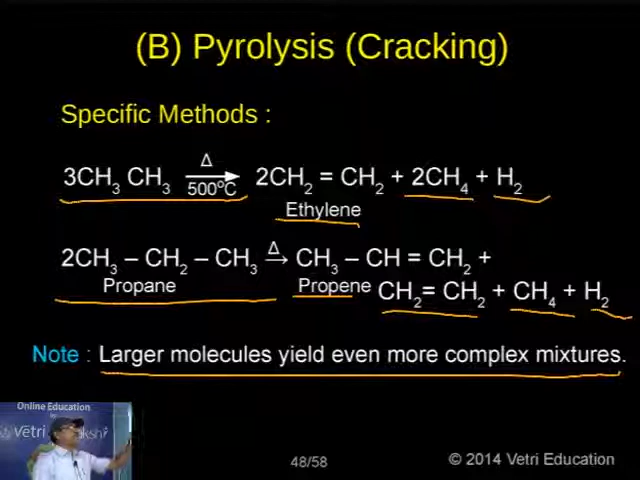 (B) Pyrolysis (Cracking)
Specific Methods :
3CH₃ CH₃ →[Δ / 500°C] 2CH₂ = CH₂ + 2CH₄ + H₂
Ethylene
2CH₃ – CH₂ – CH₃ →[Δ] CH₃ – CH = CH₂ +
Propane Propene
CH₂= CH₂ + CH₄ + H₂
Note : Larger molecules yield even more complex mixtures.
Online Education
Vetri
48/58
© 2014 Vetri Education